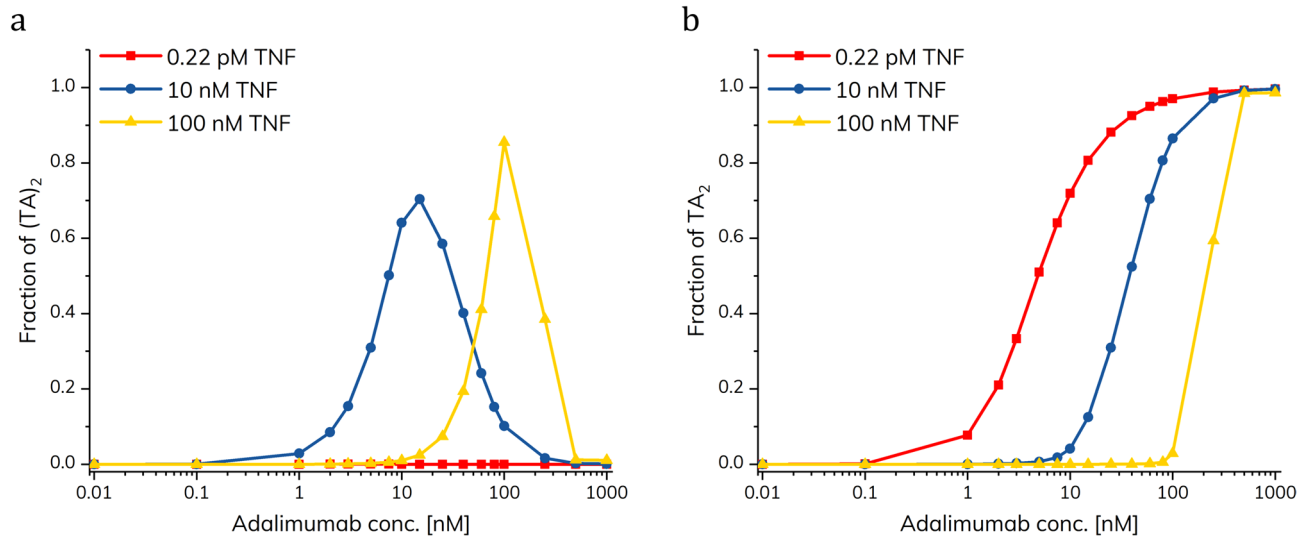 a
0.22 pM TNF
10 nM TNF
100 nM TNF
Fraction of (TA)2
1.0
0.8
0.6
0.4
0.2
0.0
0.01 0.1 1 10 100 1000
Adalimumab conc. [nM]
b
0.22 pM TNF
10 nM TNF
100 nM TNF
Fraction of TA2
1.0
0.8
0.6
0.4
0.2
0.0
0.01 0.1 1 10 100 1000
Adalimumab conc. [nM]